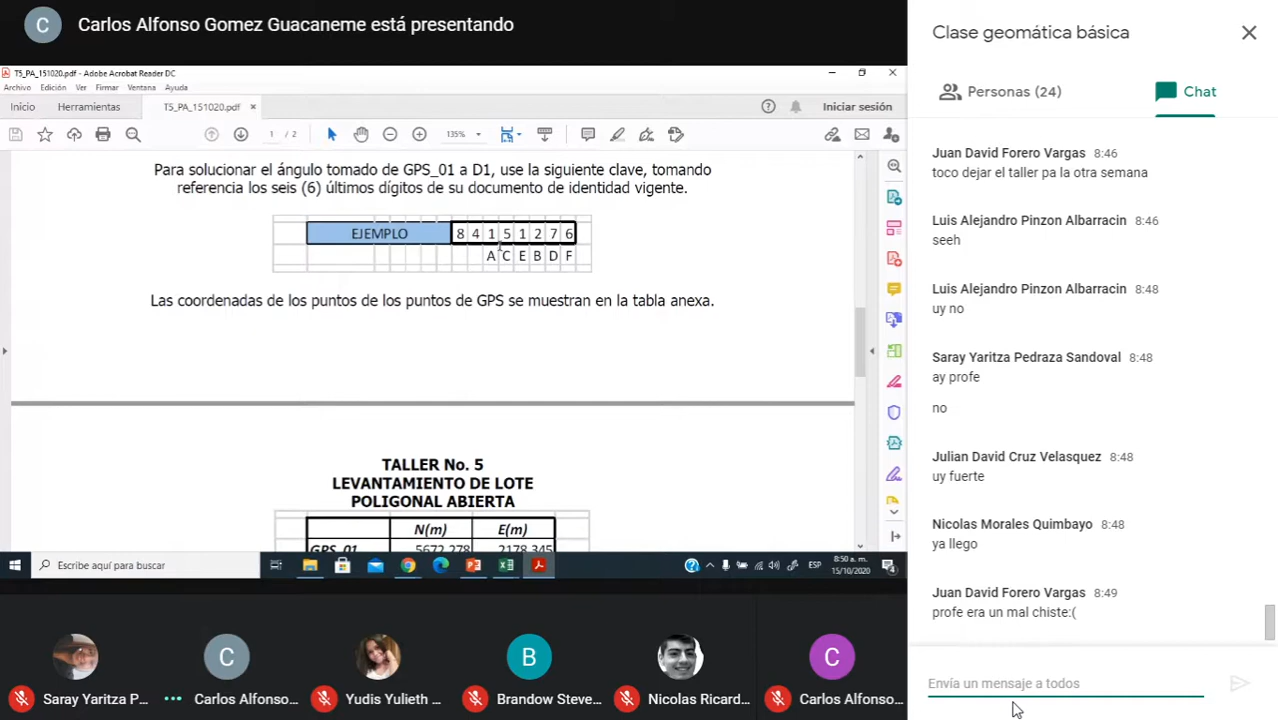 C
Carlos Alfonso Gomez Guacaneme está presentando
T5_PA_151020.pdf - Adobe Acrobat Reader DC
Archivo Edición Ver Firmar Ventana Ayuda
Inicio Herramientas T5_PA_151020.pdf × Iniciar sesión
1 / 2 135%
Para solucionar el ángulo tomado de GPS_01 a D1, use la siguiente clave, tomando
referencia los seis (6) últimos dígitos de su documento de identidad vigente.
EJEMPLO 8 4 1 5 1 2 7 6
A C E B D F
Las coordenadas de los puntos de los puntos de GPS se muestran en la tabla anexa.
TALLER No. 5
LEVANTAMIENTO DE LOTE
POLIGONAL ABIERTA
N(m) E(m)
GPS_01 5672,278 2178,345
Escribe aquí para buscar
ESP
8:50 a. m.
15/10/2020
4
Saray Yaritza P...
C
Carlos Alfonso...
Yudis Yulieth ...
B
Brandow Steve...
Nicolas Ricard...
C
Carlos Alfonso...
Clase geomática básica
Personas (24)
Chat
Juan David Forero Vargas 8:46
toco dejar el taller pa la otra semana
Luis Alejandro Pinzon Albarracin 8:46
seeh
Luis Alejandro Pinzon Albarracin 8:48
uy no
Saray Yaritza Pedraza Sandoval 8:48
ay profe
no
Julian David Cruz Velasquez 8:48
uy fuerte
Nicolas Morales Quimbayo 8:48
ya llego
Juan David Forero Vargas 8:49
profe era un mal chiste:(
Envía un mensaje a todos